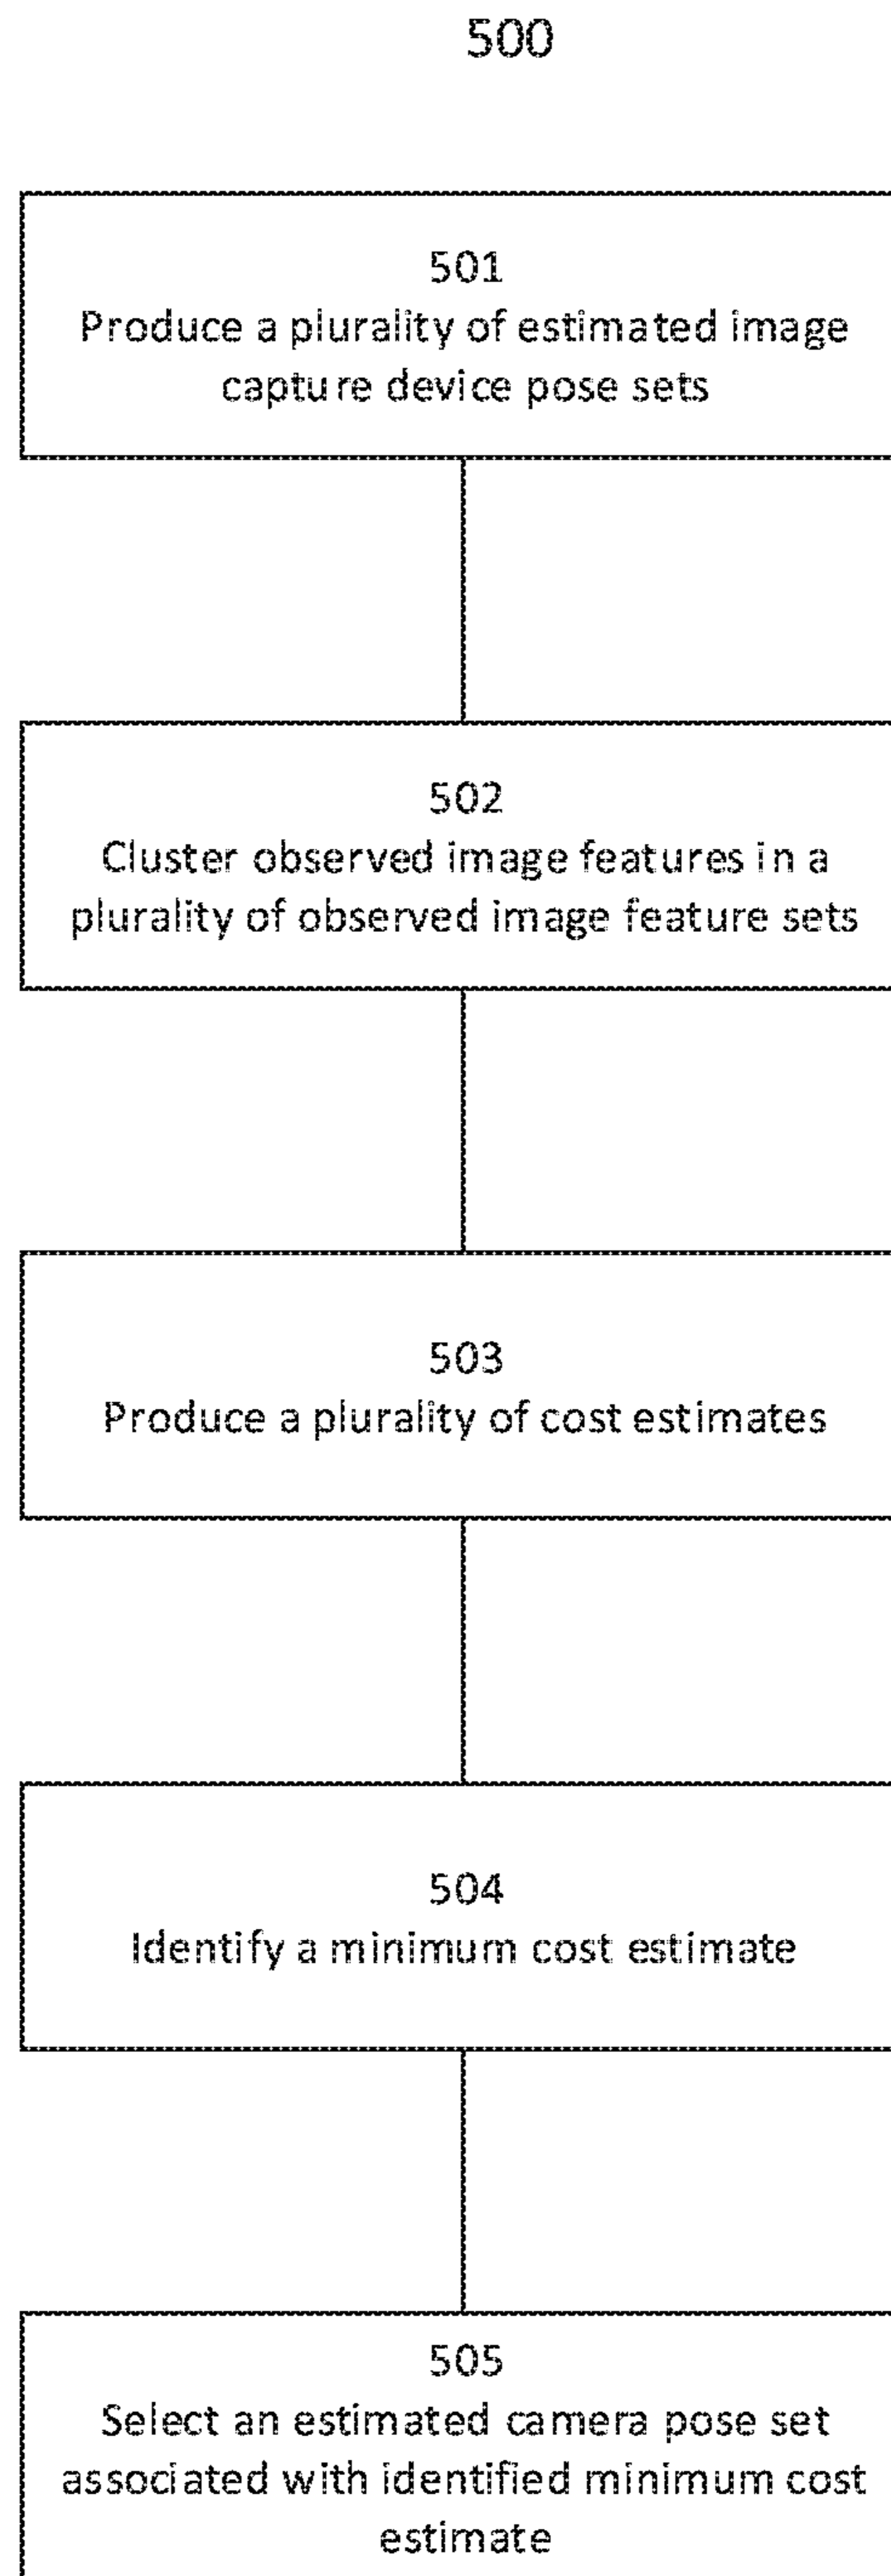 500
501
Produce a plurality of estimated image
capture device pose sets
502
Cluster observed image features in a
plurality of observed image feature sets
503
Produce a plurality of cost estimates
504
Identify a minimum cost estimate
505
Select an estimated camera pose set
associated with identified minimum cost
estimate